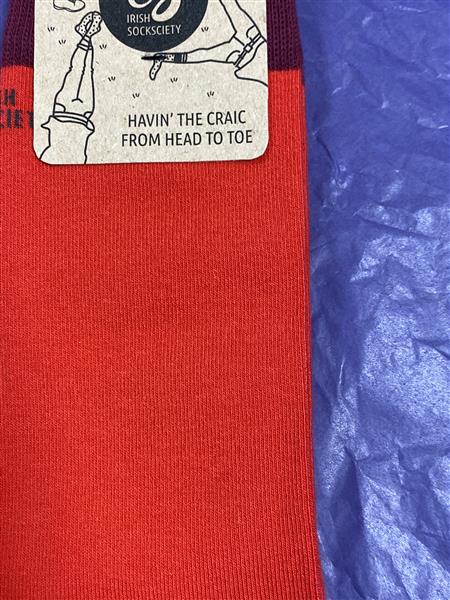 IRISH
SOCKSCIETY
HAVIN' THE CRAIC
FROM HEAD TO TOE